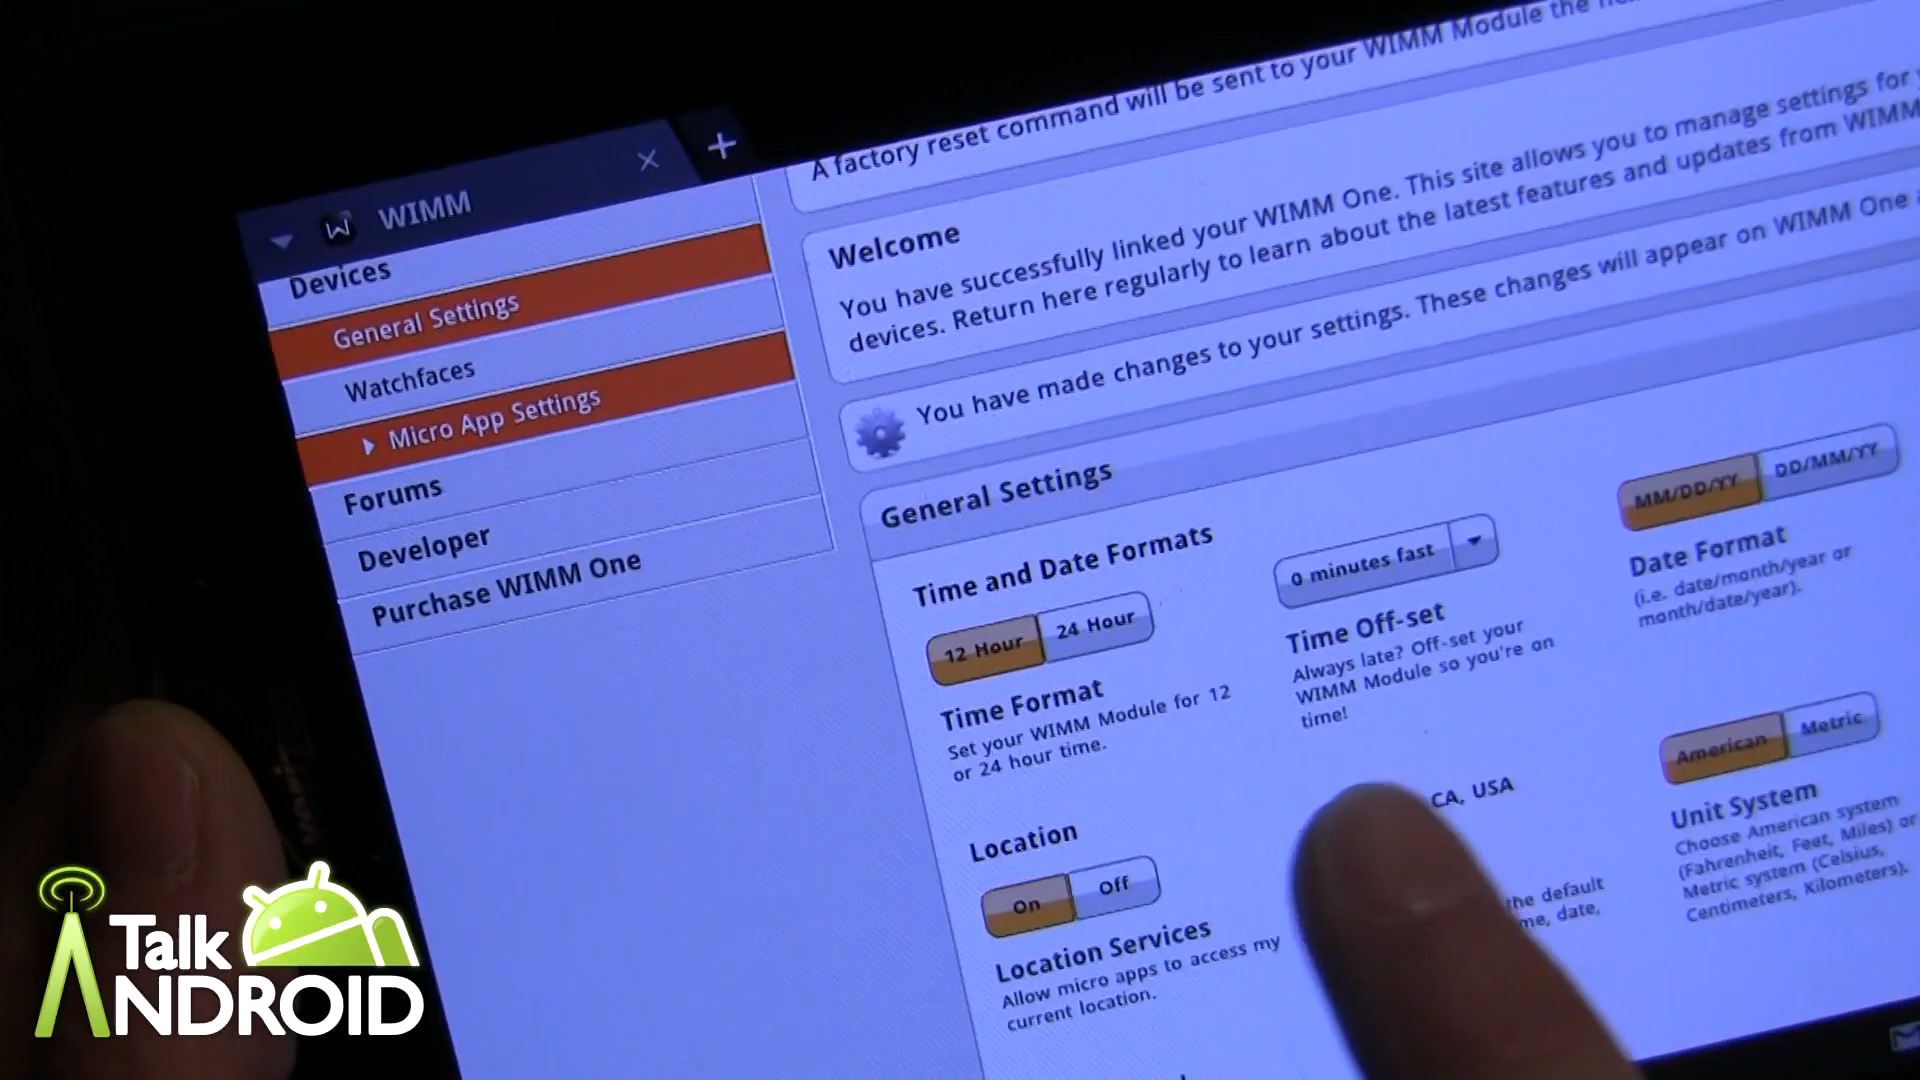 A factory reset command will be sent to your WIMM Module the
WIMM
Devices
General Settings
Watchfaces
Micro App Settings
Forums
Developer
Purchase WIMM One
Welcome
You have successfully linked your WIMM One. This site allows you to manage settings for
devices. Return here regularly to learn about the latest features and updates from WIMM
You have made changes to your settings. These changes will appear on WIMM One
General Settings
Time and Date Formats
12 Hour 24 Hour
Time Format
Set your WIMM Module for 12
or 24 hour time.
0 minutes fast
Time Off-set
Always late? Off-set your
WIMM Module so you're on
time!
MM/DD/YY DD/MM/YY
Date Format
(i.e. date/month/year or
month/date/year).
Location
On Off
Location Services
Allow micro apps to access my
current location.
CA, USA
the default
date,
American Metric
Unit System
Choose American system
(Fahrenheit, Feet, Miles) or
Metric system (Celsius,
Centimeters, Kilometers).
Talk
ANDROID